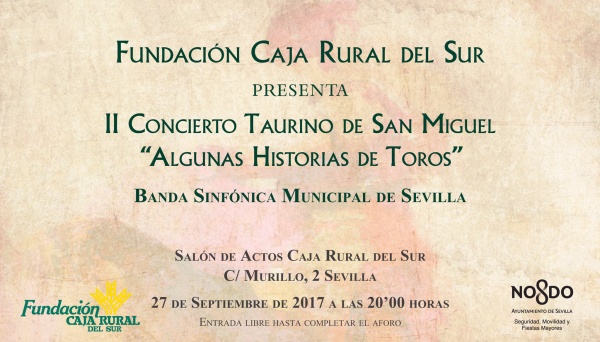 Fundación Caja Rural del Sur
presenta
II Concierto Taurino de San Miguel
“Algunas Historias de Toros”
Banda Sinfónica Municipal de Sevilla
Salón de Actos Caja Rural del Sur
C/ Murillo, 2 Sevilla
27 de Septiembre de 2017 a las 20’00 horas
Entrada libre hasta completar el aforo
Fundación
CAJA RURAL
DEL SUR
NO8DO
Ayuntamiento de Sevilla
Seguridad, Movilidad y
Fiestas Mayores